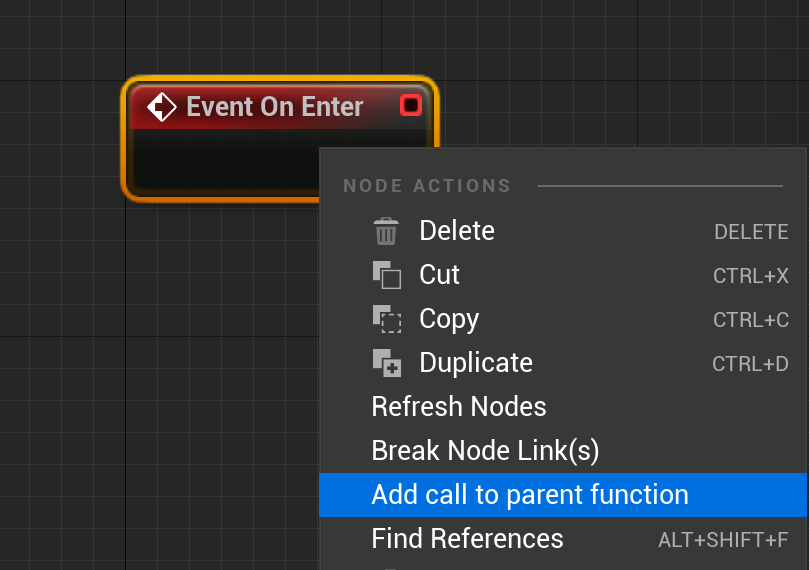 Event On Enter
NODE ACTIONS
Delete DELETE
Cut CTRL+X
Copy CTRL+C
Duplicate CTRL+D
Refresh Nodes
Break Node Link(s)
Add call to parent function
Find References ALT+SHIFT+F